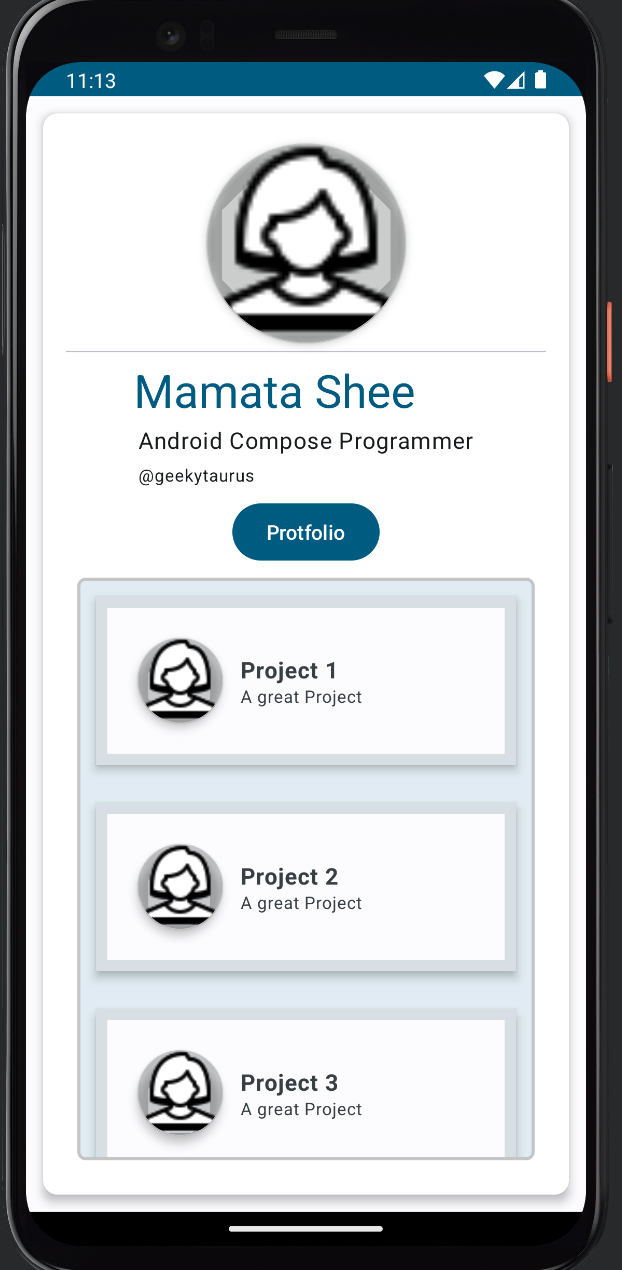 11:13
Mamata Shee
Android Compose Programmer
@geekytaurus
Protfolio
Project 1
A great Project
Project 2
A great Project
Project 3
A great Project